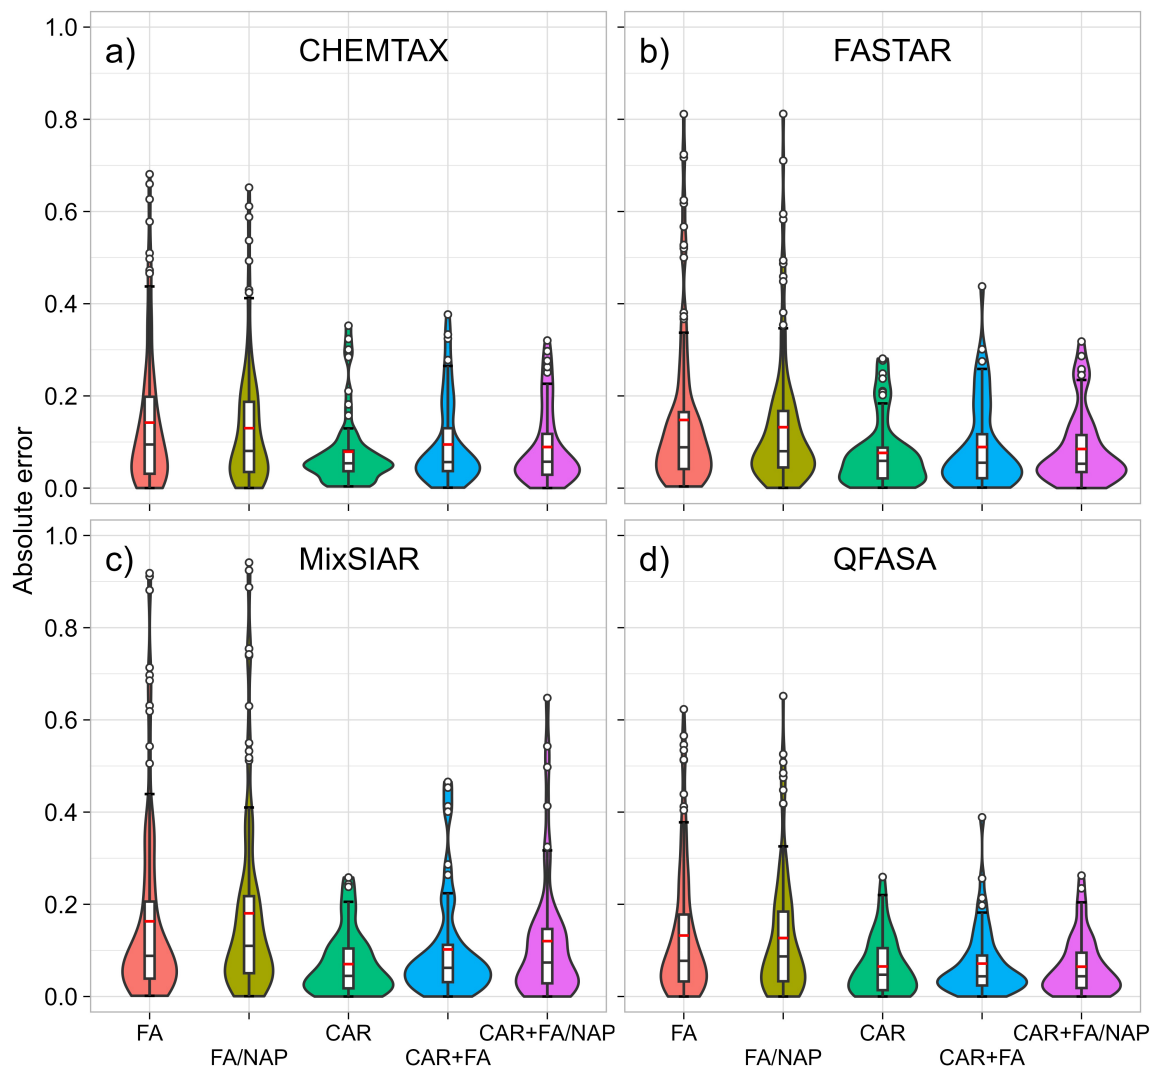 a) CHEMTAX
b) FASTAR
1.0
0.8
0.6
0.4
0.2
0.0
Absolute error
c) MixSIAR
d) QFASA
1.0
0.8
0.6
0.4
0.2
0.0
FA
FA/NAP
CAR
CAR+FA
CAR+FA/NAP
FA
FA/NAP
CAR
CAR+FA
CAR+FA/NAP